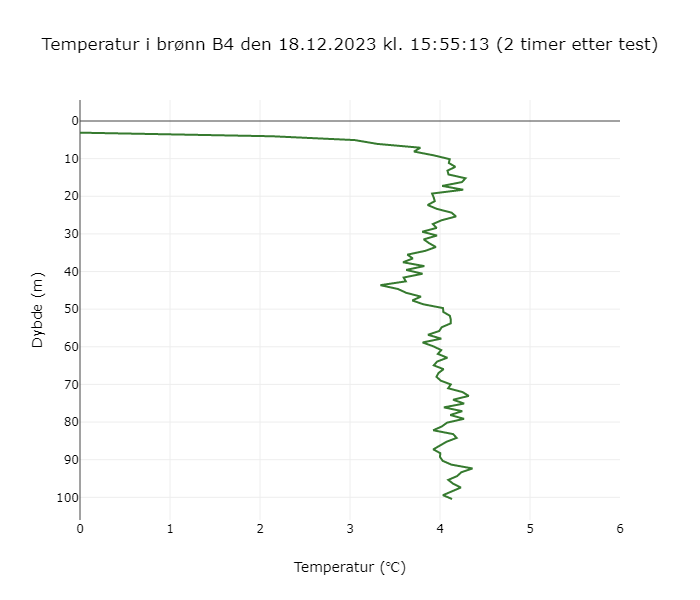 Temperatur i brønn B4 den 18.12.2023 kl. 15:55:13 (2 timer etter test)
0
10
20
30
40
50
60
70
80
90
100
Dybde (m)
0 1 2 3 4 5 6
Temperatur (℃)